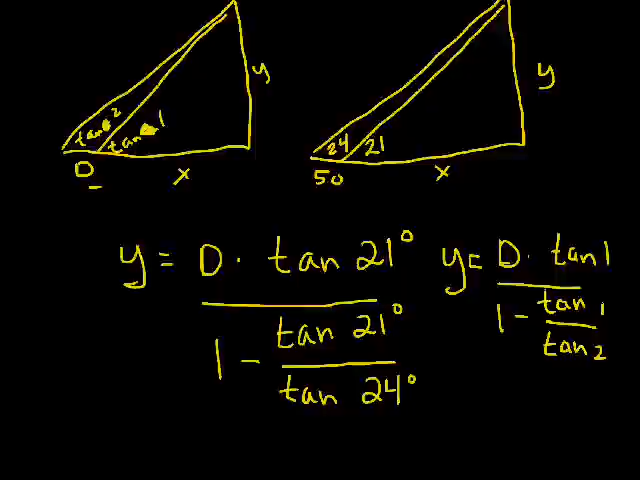 y y
tan 2 tan 1 24 21
D x 50 x
y = D · tan 21° y = D · tan 1
1 - tan 21° 1 - tan 1
tan 24° tan 2